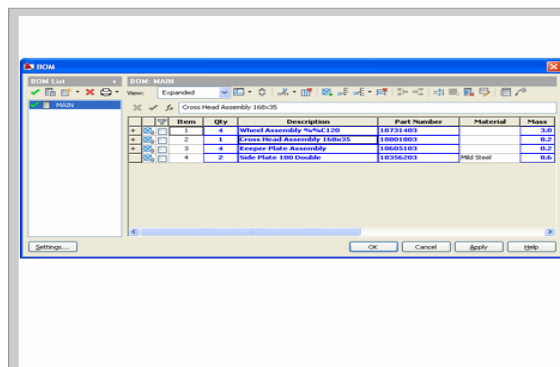 BOM
BOM List
BOM: MAIN
View: Expanded
MAIN
Cross Head Assembly 168x35
Item Qty Description Part Number Material Mass
1 4 Wheel Assembly %%C120 18731403 3.0
2 1 Cross Head Assembly 168x35 18801803 8.2
3 4 Keeper Plate Assembly 18605103 0.2
4 2 Side Plate 180 Double 18356203 Mild Steel 8.6
Settings... OK Cancel Apply Help